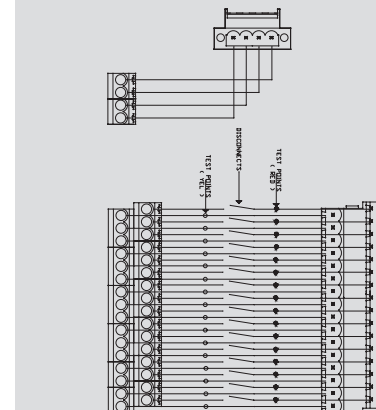 TEST POINTS
( YEL )
DISCONNECTS
TEST POINTS
( RED )